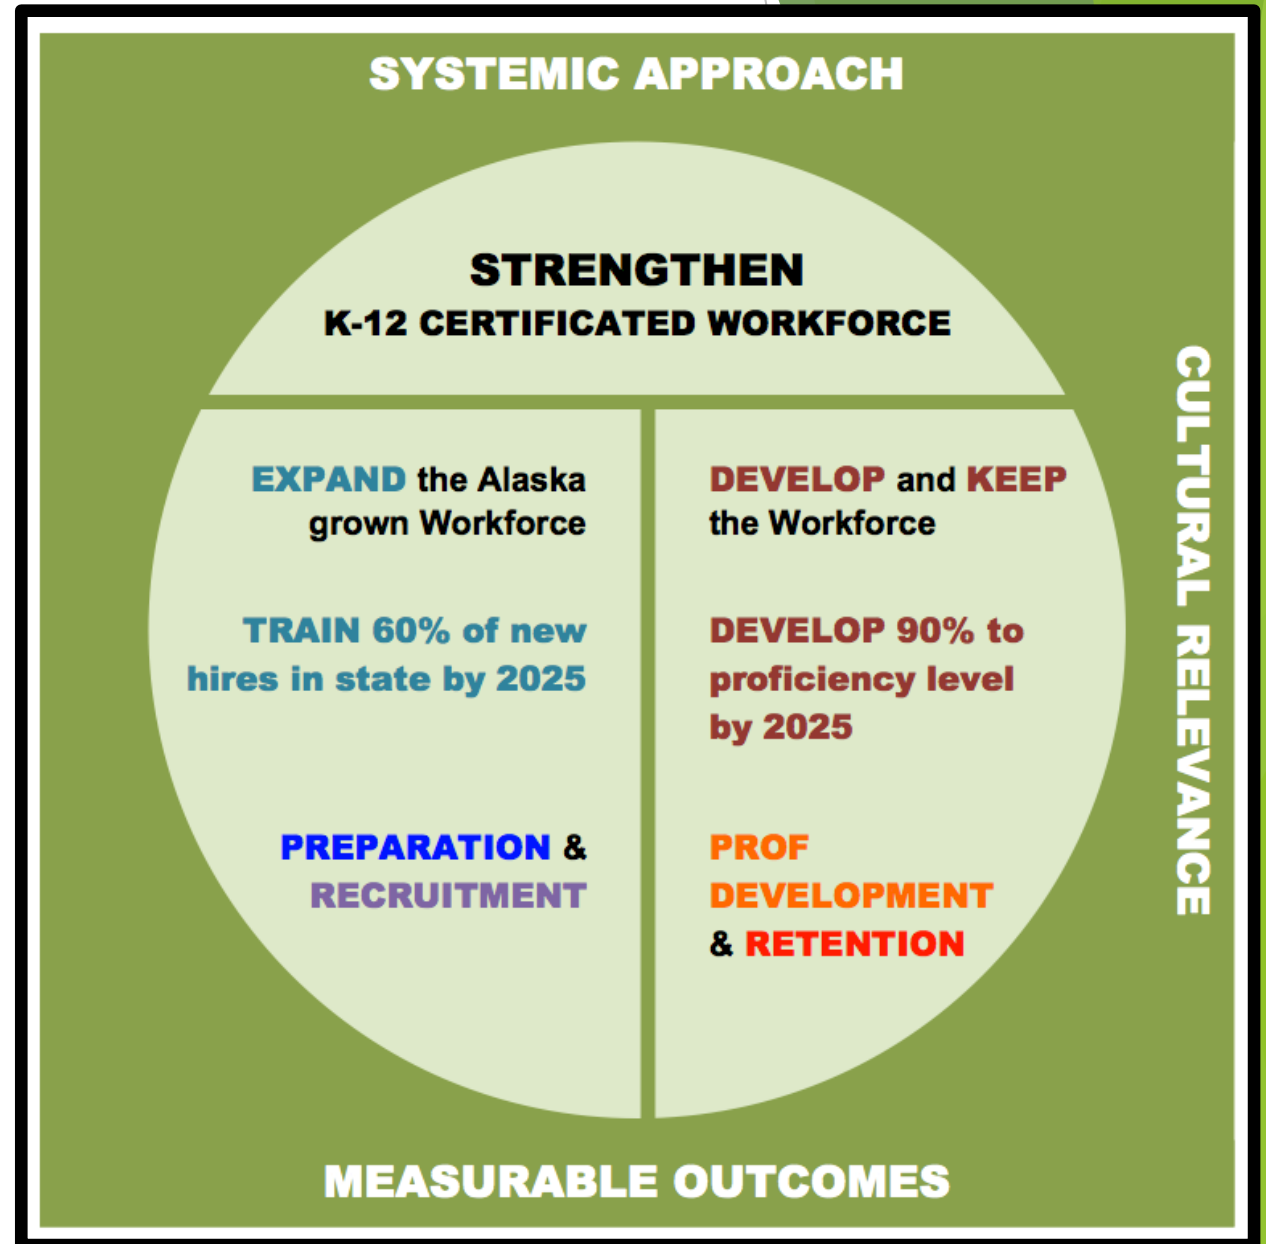 SYSTEMIC APPROACH
STRENGTHEN
K-12 CERTIFICATED WORKFORCE
EXPAND the Alaska
grown Workforce
TRAIN 60% of new
hires in state by 2025
PREPARATION &
RECRUITMENT
DEVELOP and KEEP
the Workforce
DEVELOP 90% to
proficiency level
by 2025
PROF
DEVELOPMENT
& RETENTION
CULTURAL RELEVANCE
MEASURABLE OUTCOMES